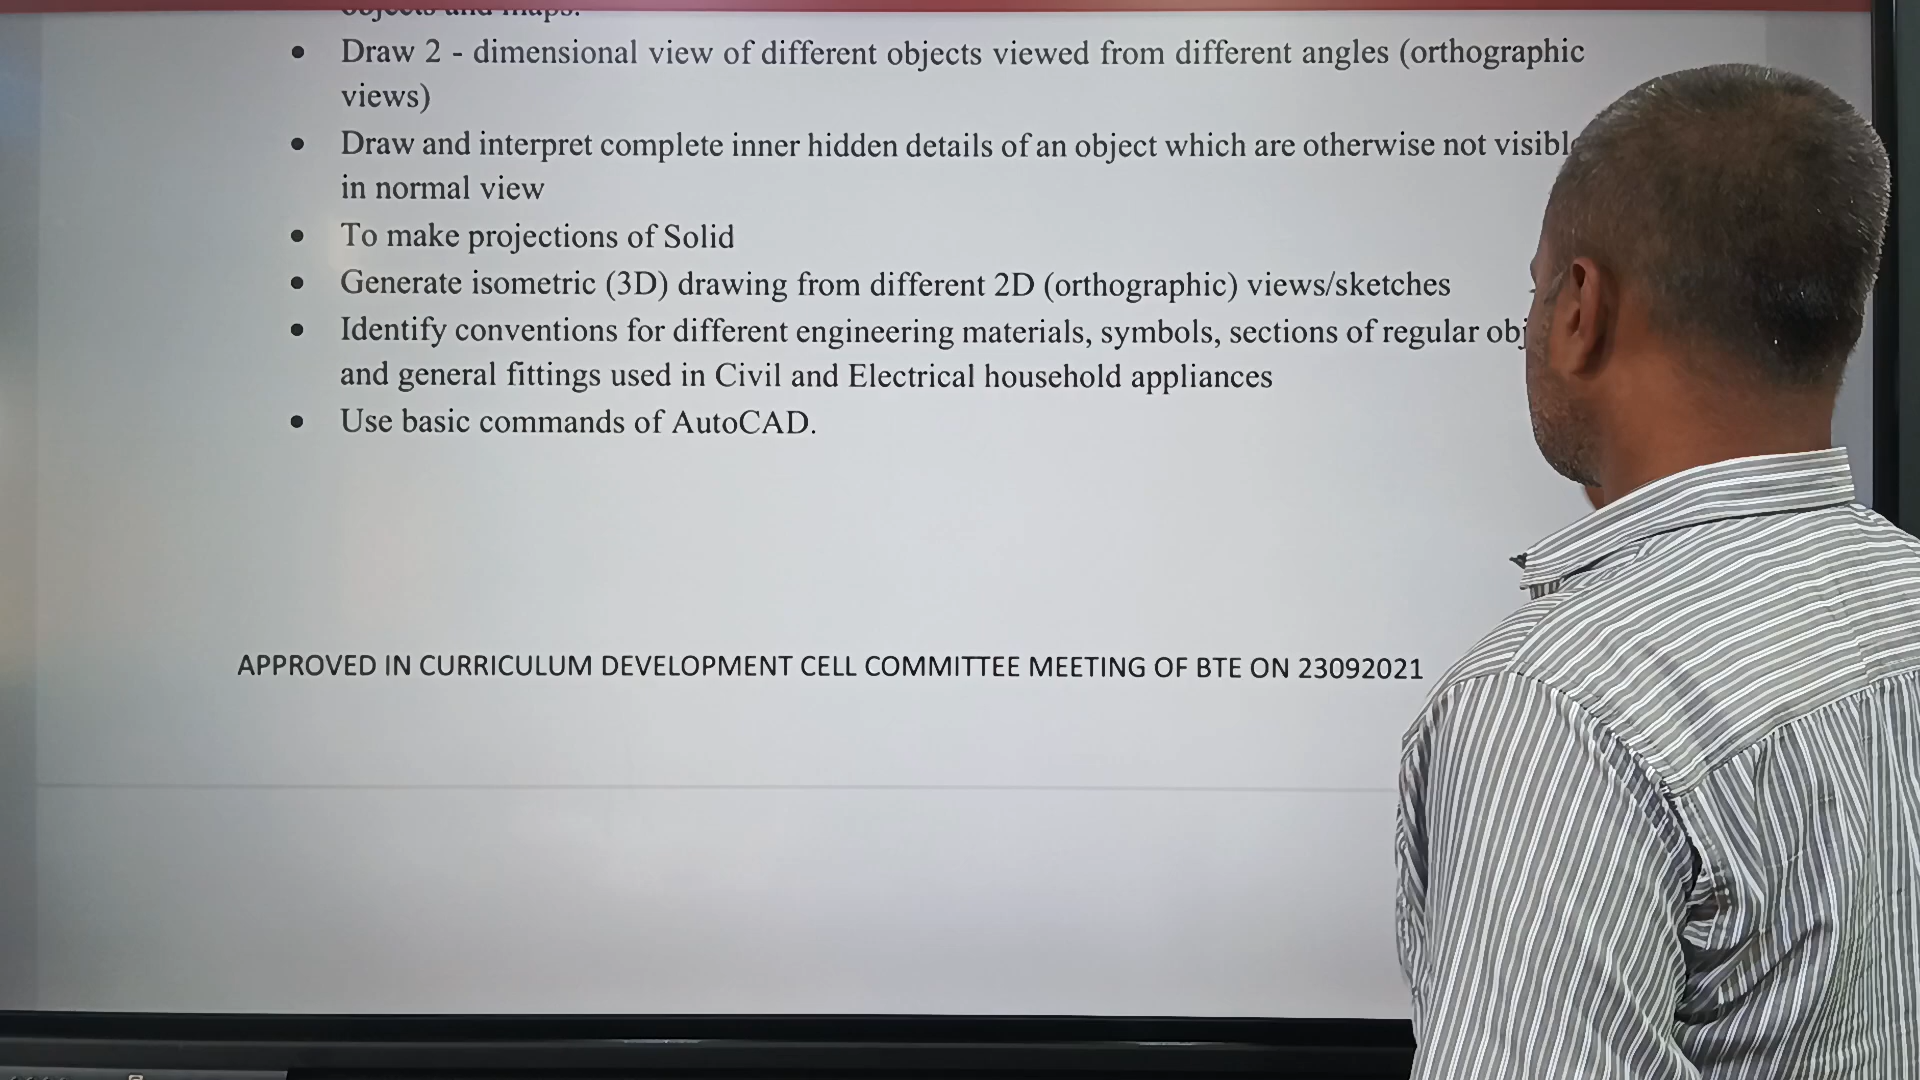 objects and maps.
• Draw 2 - dimensional view of different objects viewed from different angles (orthographic
views)
• Draw and interpret complete inner hidden details of an object which are otherwise not visible
in normal view
• To make projections of Solid
• Generate isometric (3D) drawing from different 2D (orthographic) views/sketches
• Identify conventions for different engineering materials, symbols, sections of regular
and general fittings used in Civil and Electrical household appliances
• Use basic commands of AutoCAD.
APPROVED IN CURRICULUM DEVELOPMENT CELL COMMITTEE MEETING OF BTE ON 23092021